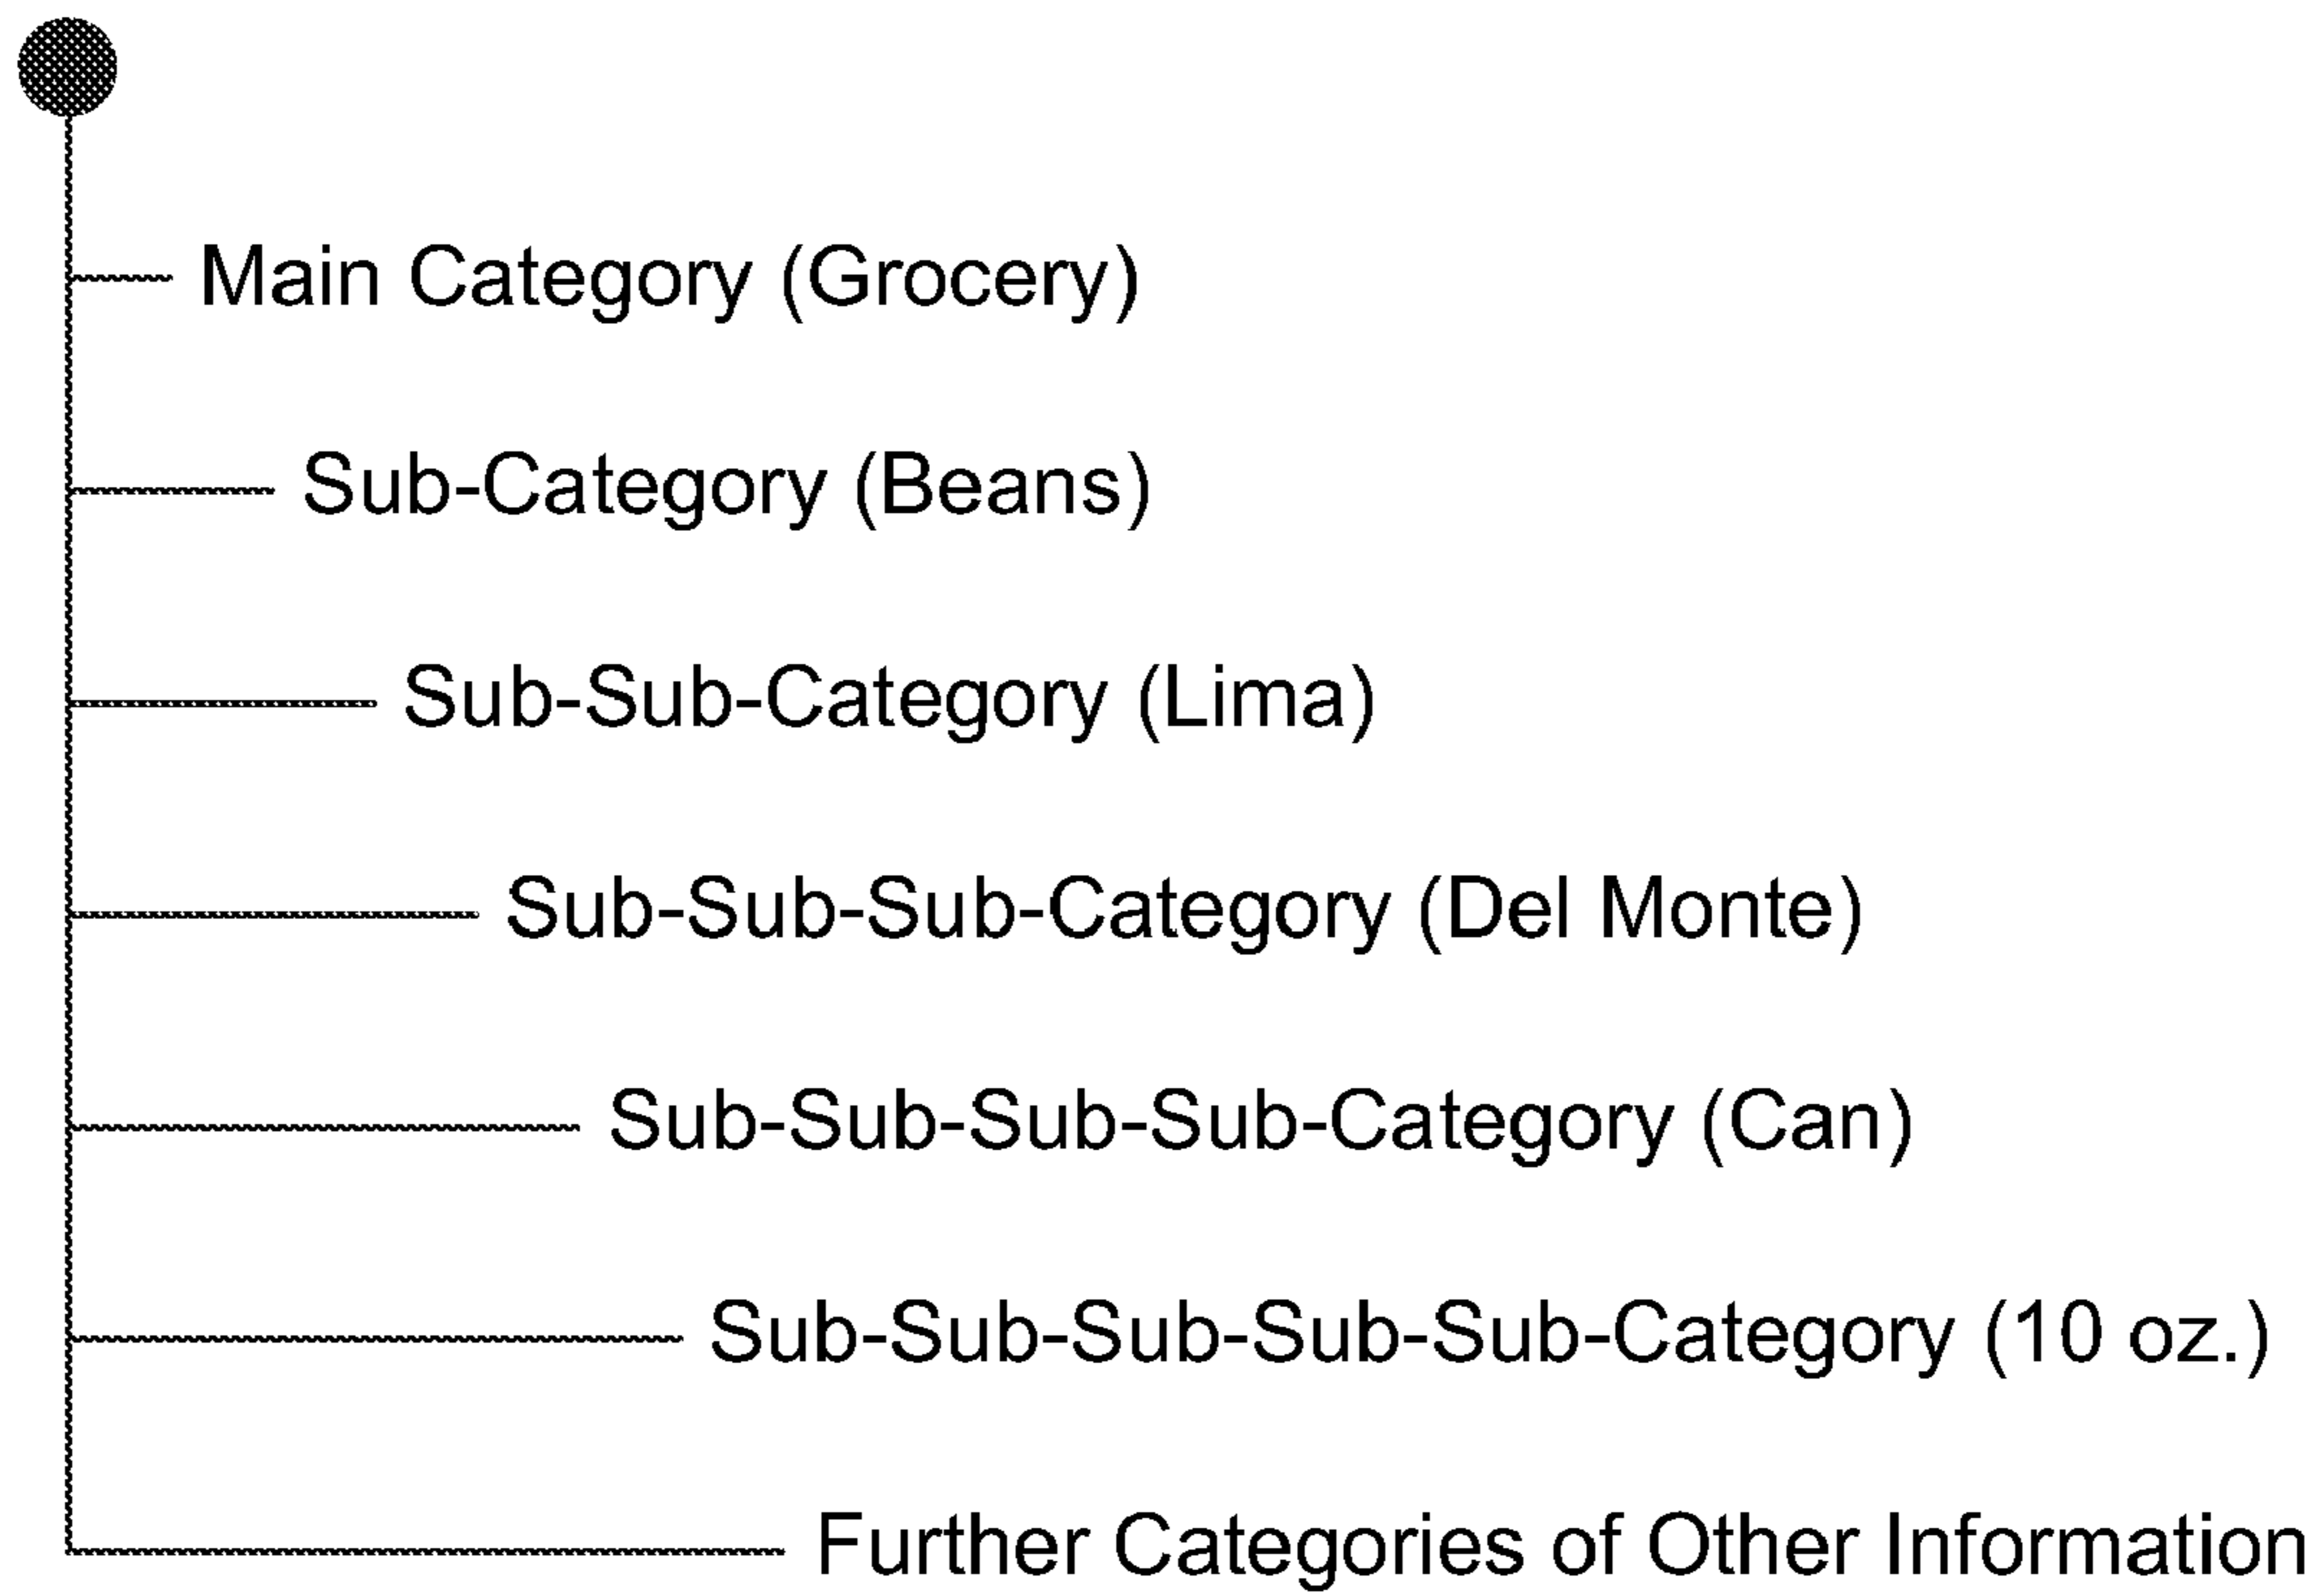 Main Category (Grocery)
Sub-Category (Beans)
Sub-Sub-Category (Lima)
Sub-Sub-Sub-Category (Del Monte)
Sub-Sub-Sub-Sub-Category (Can)
Sub-Sub-Sub-Sub-Sub-Category (10 oz.)
Further Categories of Other Information